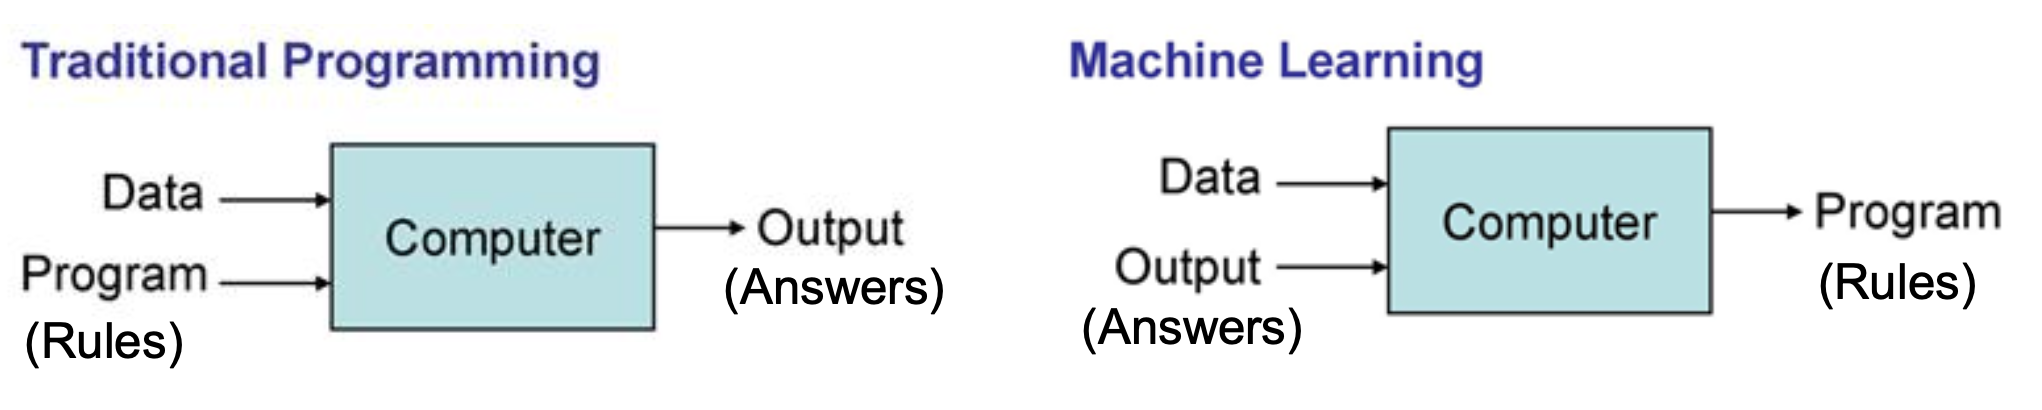 Traditional Programming
Data
Program
(Rules)
Computer
Output
(Answers)
Machine Learning
Data
Output
(Answers)
Computer
Program
(Rules)